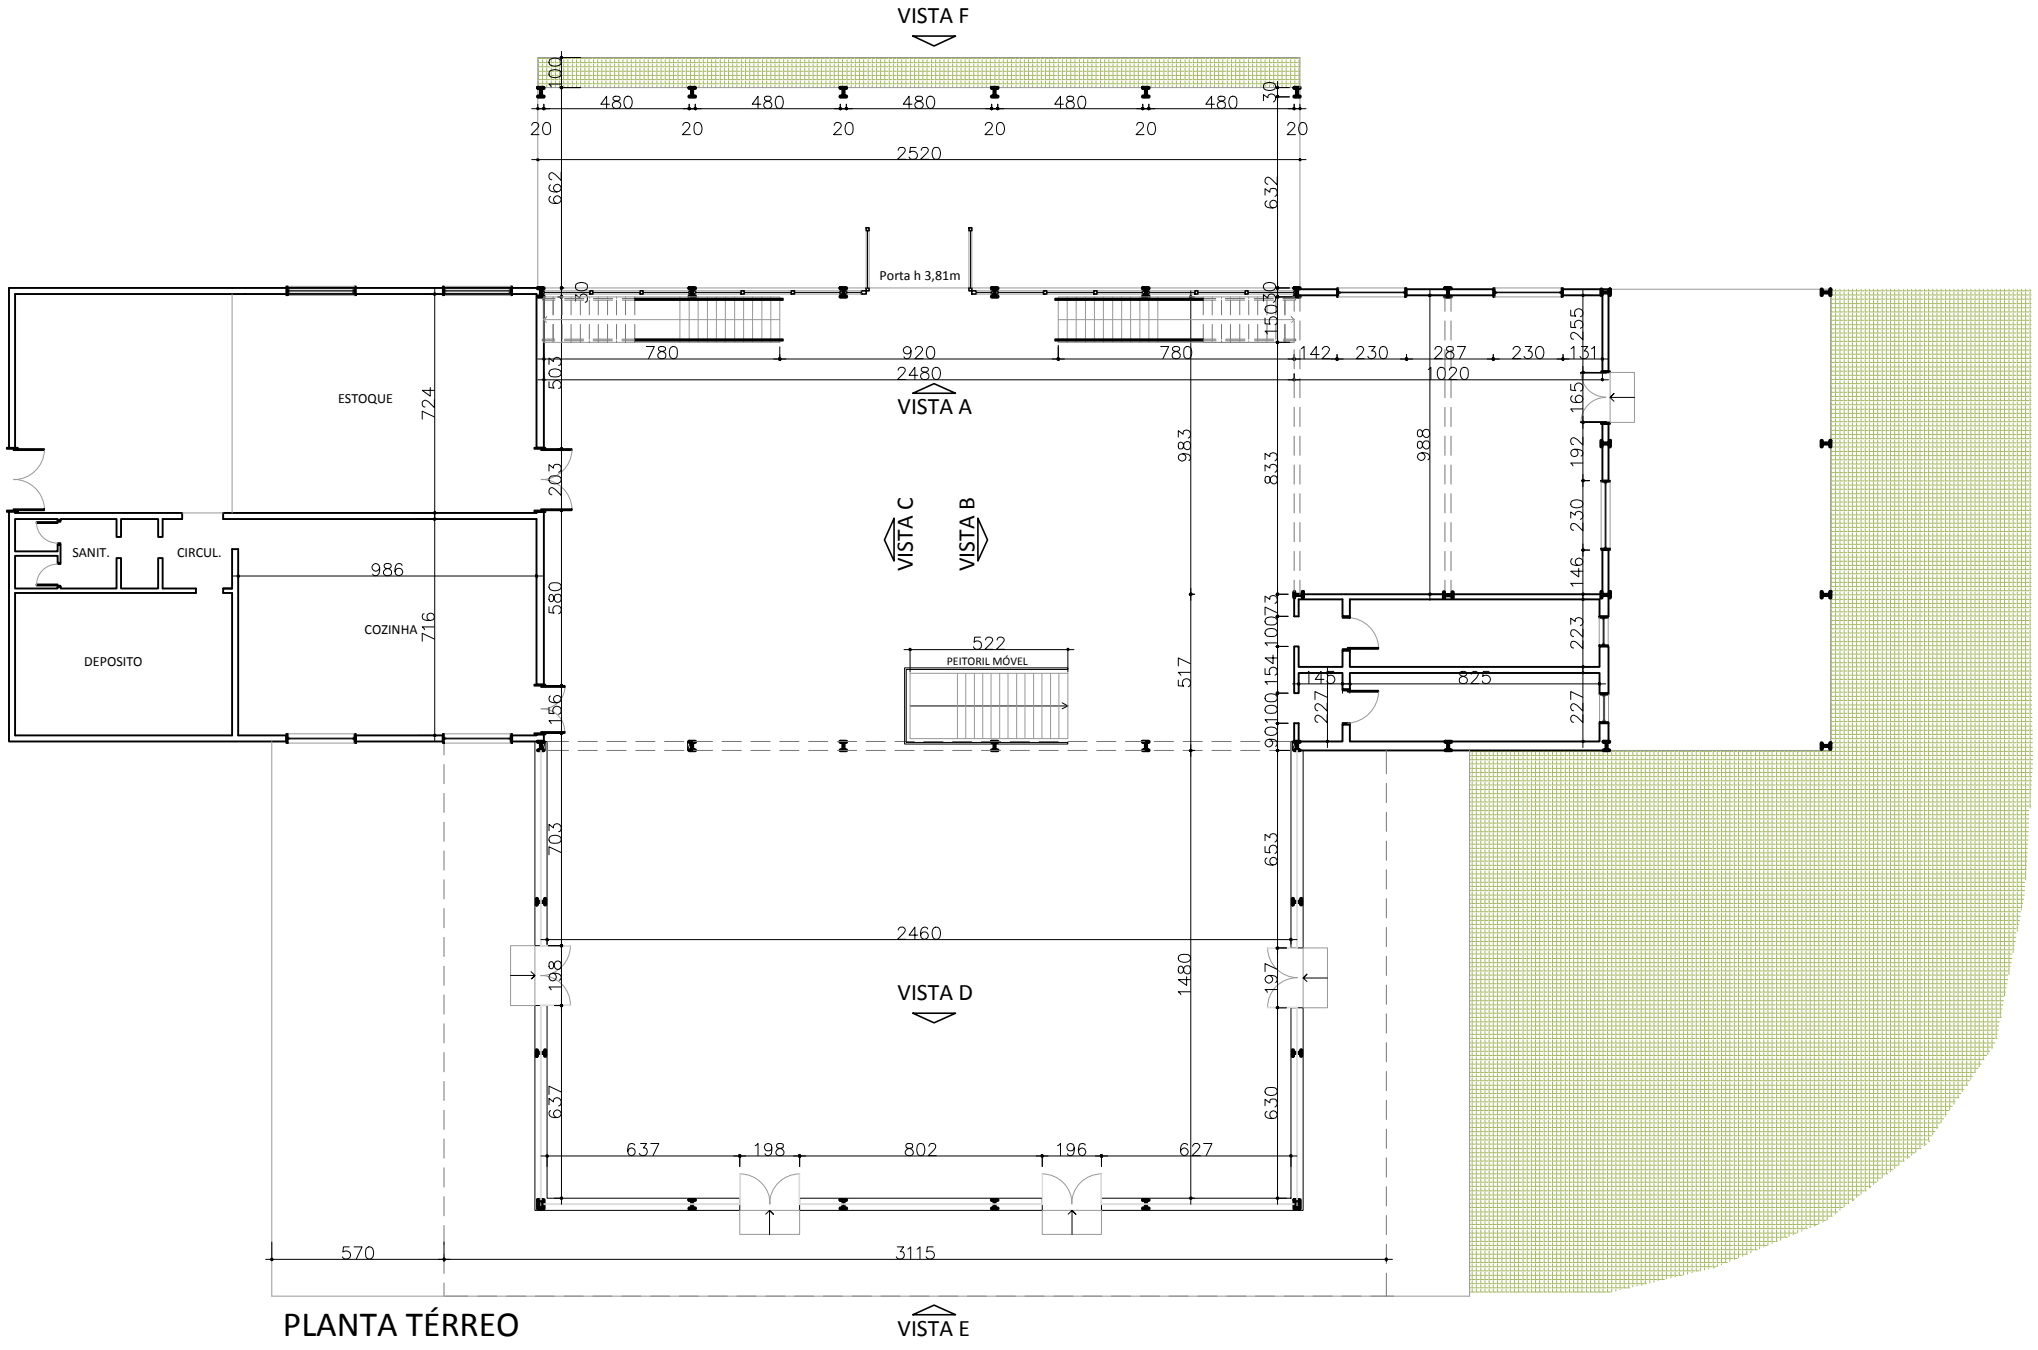 VISTA F
100
30
480 480 480 480 480
20 20 20 20 20 20
2520
662 632
Porta h 3,81m
30 30
150
255
780 920 780 142 230 287 230 131
2480 1020
503
VISTA A
ESTOQUE
724
165
983 833 988 192
203
VISTA C
VISTA B
230
SANIT. CIRCUL.
986
146
580
73
COZINHA
716
100 223
DEPOSITO
522
PEITORIL MÓVEL
154
517
145 825
156
100 227 227
90
703 653
2460
198 197
1480
VISTA D
637 630
637 198 802 196 627
570 3115
PLANTA TÉRREO
VISTA E